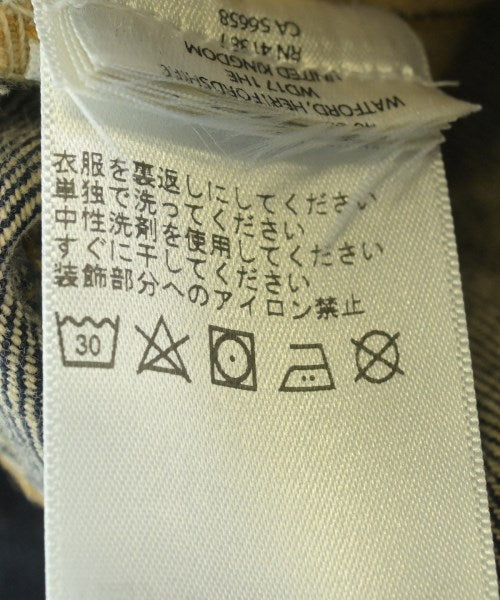 CA 56658
RN 41381
UNITED KINGDOM
WD17 1HE
WATFORD, HERTFORDSHIRE
衣服を裏返しにしてください
単独で洗ってください
中性洗剤を使用してください
すぐに干してください
装飾部分へのアイロン禁止
30